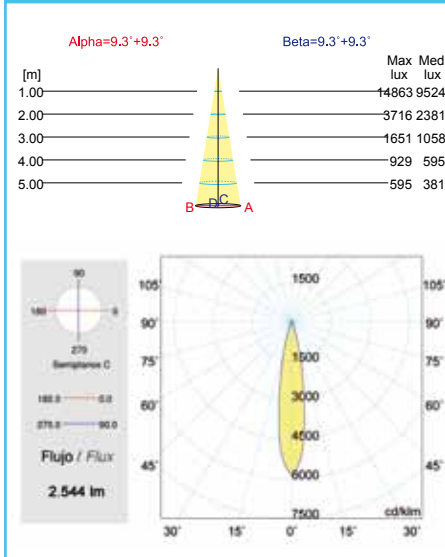 Alpha=9.3°+9.3° Beta=9.3°+9.3°
[m] Max lux Med lux
1.00 14863 9524
2.00 3716 2381
3.00 1651 1058
4.00 929 595
5.00 595 381
B D C A
90
180 0
270
Semiplanos C
180.0 0.0
270.0 90.0
Flujo / Flux
2.544 lm
105° 1500 105°
90° 90°
75° 1500 75°
3000
60° 60°
4500
45° 6000 45°
7500 cd/klm
30° 15° 0° 15° 30°